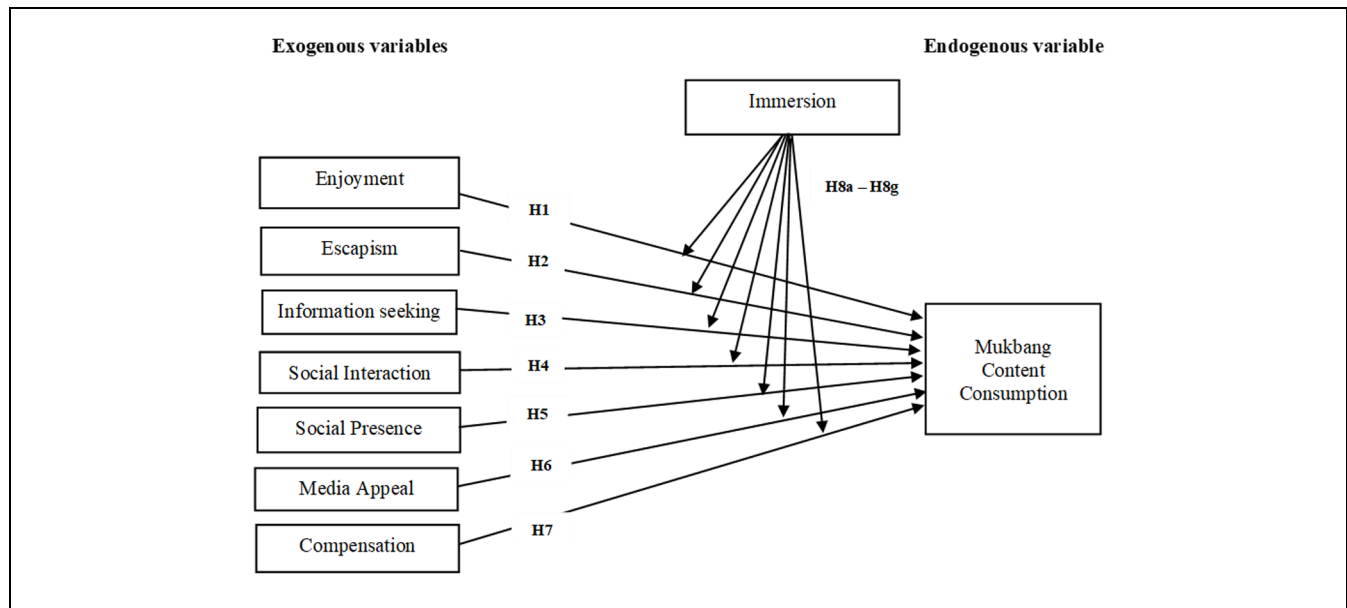 Exogenous variables
Endogenous variable
Immersion
Enjoyment
H8a – H8g
H1
Escapism
H2
Information seeking
H3
Mukbang
Content
Consumption
Social Interaction
H4
Social Presence
H5
H6
Media Appeal
H7
Compensation